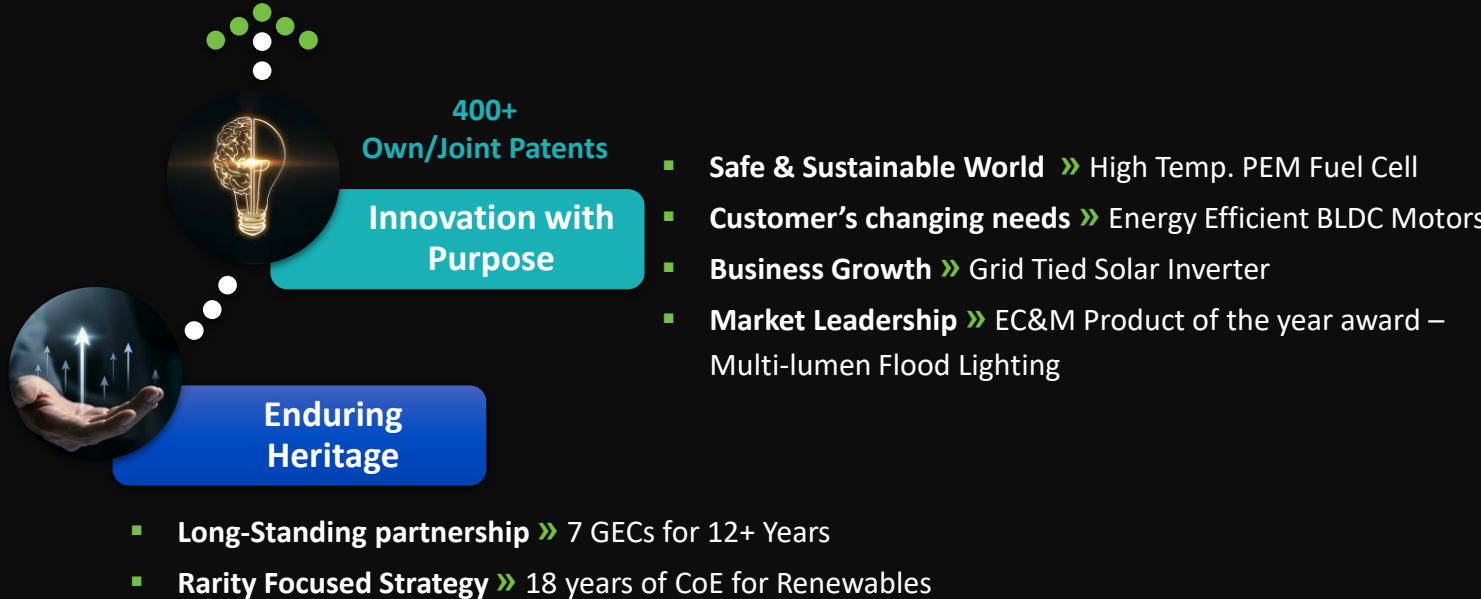 400+
Own/Joint Patents
Innovation with
Purpose
▪ Safe & Sustainable World » High Temp. PEM Fuel Cell
▪ Customer’s changing needs » Energy Efficient BLDC Motors
▪ Business Growth » Grid Tied Solar Inverter
▪ Market Leadership » EC&M Product of the year award –
Multi-lumen Flood Lighting
Enduring
Heritage
▪ Long-Standing partnership » 7 GECs for 12+ Years
▪ Rarity Focused Strategy » 18 years of CoE for Renewables